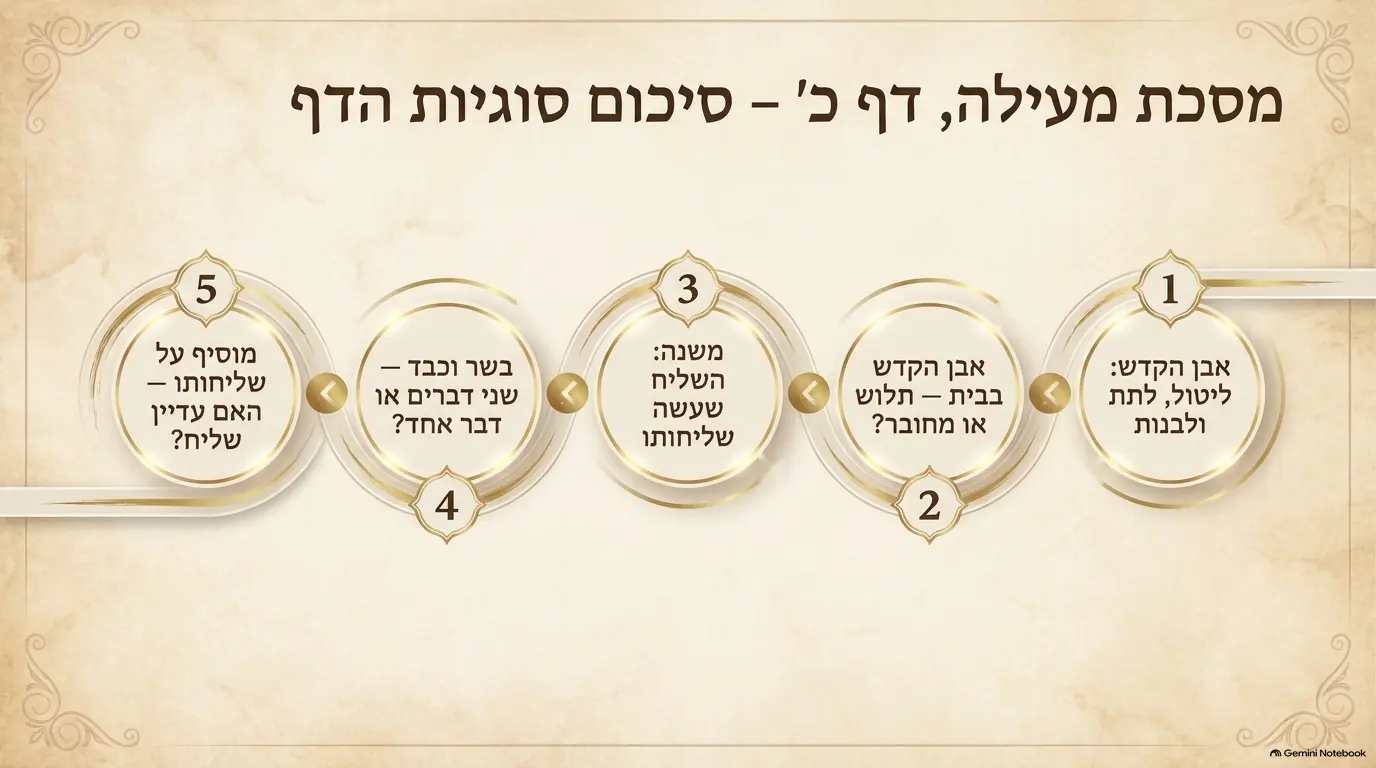 מסכת מעילה, דף כ' – סיכום סוגיות הדף
1
אבן הקדש:
ליטול, לתת
ולבנות
2
אבן הקדש
בבית – תלוש
או מחובר?
3
משנה:
השליח
שעשה
שליחותו
4
בשר וכבד –
שני דברים או
דבר אחד?
5
מוסיף על
שליחותו –
האם עדיין
שליח?
Gemini Notebook